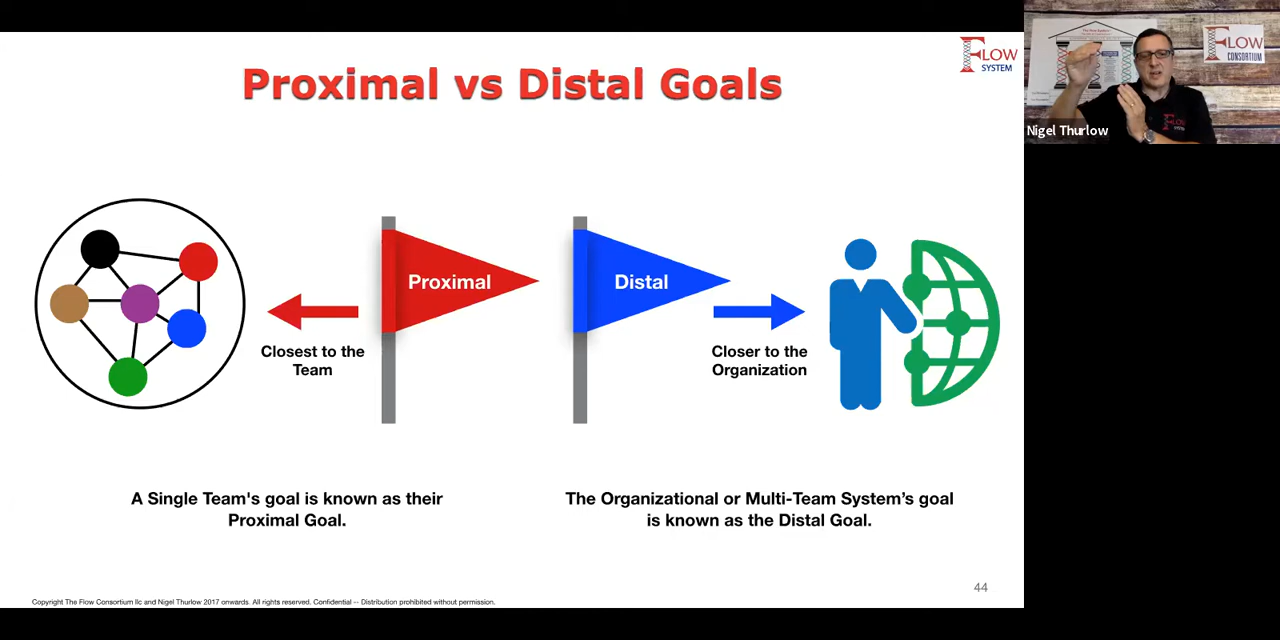 Proximal vs Distal Goals
FLOW
SYSTEM
FLOW
CONSORTIUM
Nigel Thurlow
Proximal
Distal
Closest to the
Team
Closer to the
Organization
A Single Team's goal is known as their
Proximal Goal.
The Organizational or Multi-Team System's goal
is known as the Distal Goal.
44
Copyright The Flow Consortium llc and Nigel Thurlow 2017 onwards. All rights reserved. Confidential -- Distribution prohibited without permission.